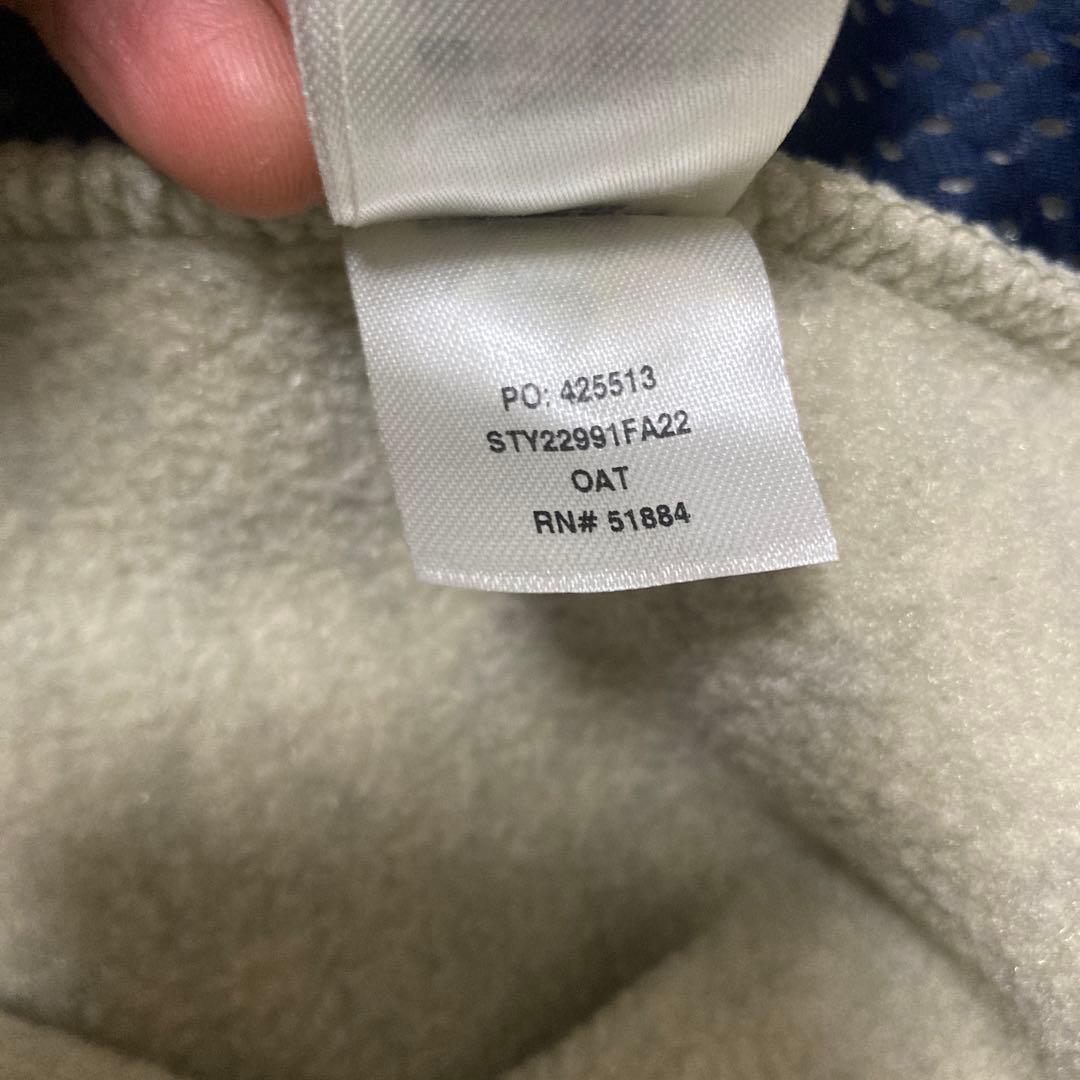 PO: 425513
STY22991FA22
OAT
RN# 51884